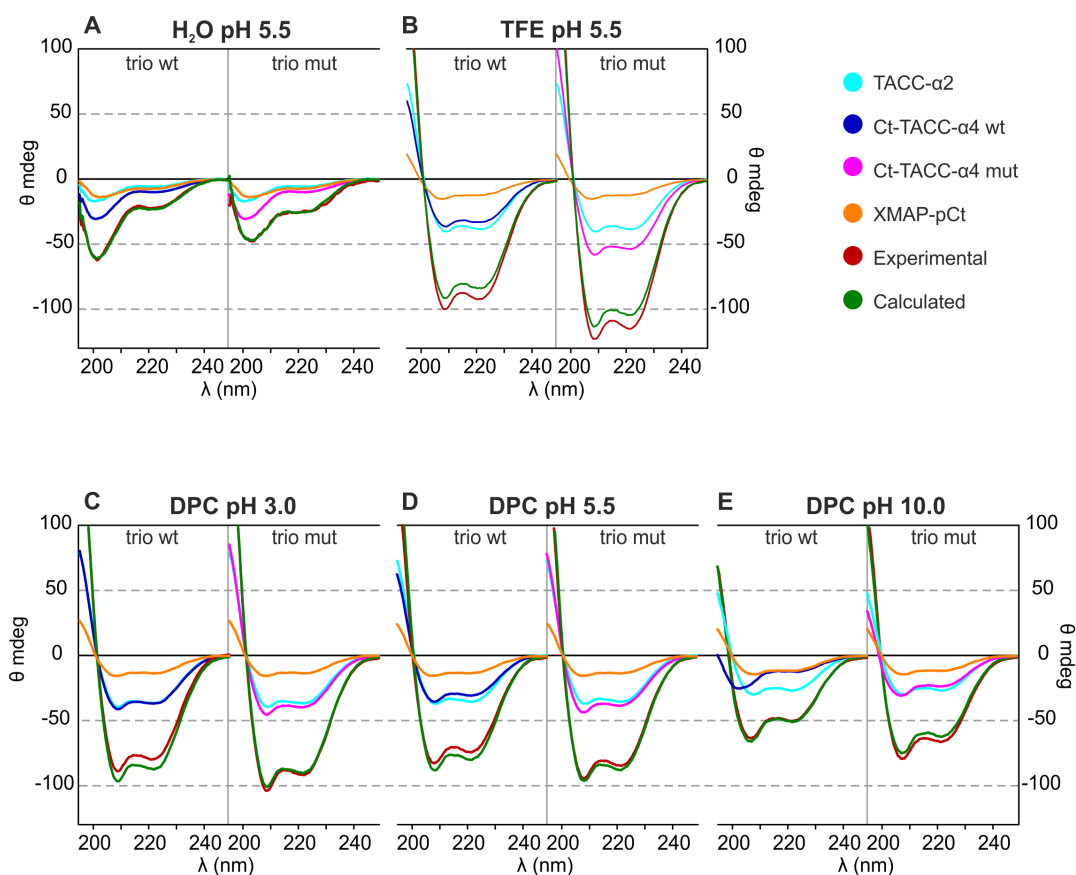 A H₂O pH 5.5
B TFE pH 5.5
trio wt trio mut trio wt trio mut
100 50 0 -50 -100
θ mdeg
100 50 0 -50 -100
θ mdeg
200 220 240 200 220 240 200 220 240 200 220 240
λ (nm) λ (nm)
TACC-α2
Ct-TACC-α4 wt
Ct-TACC-α4 mut
XMAP-pCt
Experimental
Calculated
C DPC pH 3.0
D DPC pH 5.5
E DPC pH 10.0
trio wt trio mut trio wt trio mut trio wt trio mut
100 50 0 -50 -100
θ mdeg
100 50 0 -50 -100
θ mdeg
200 220 240 200 220 240 200 220 240 200 220 240 200 220 240 200 220 240
λ (nm) λ (nm) λ (nm)